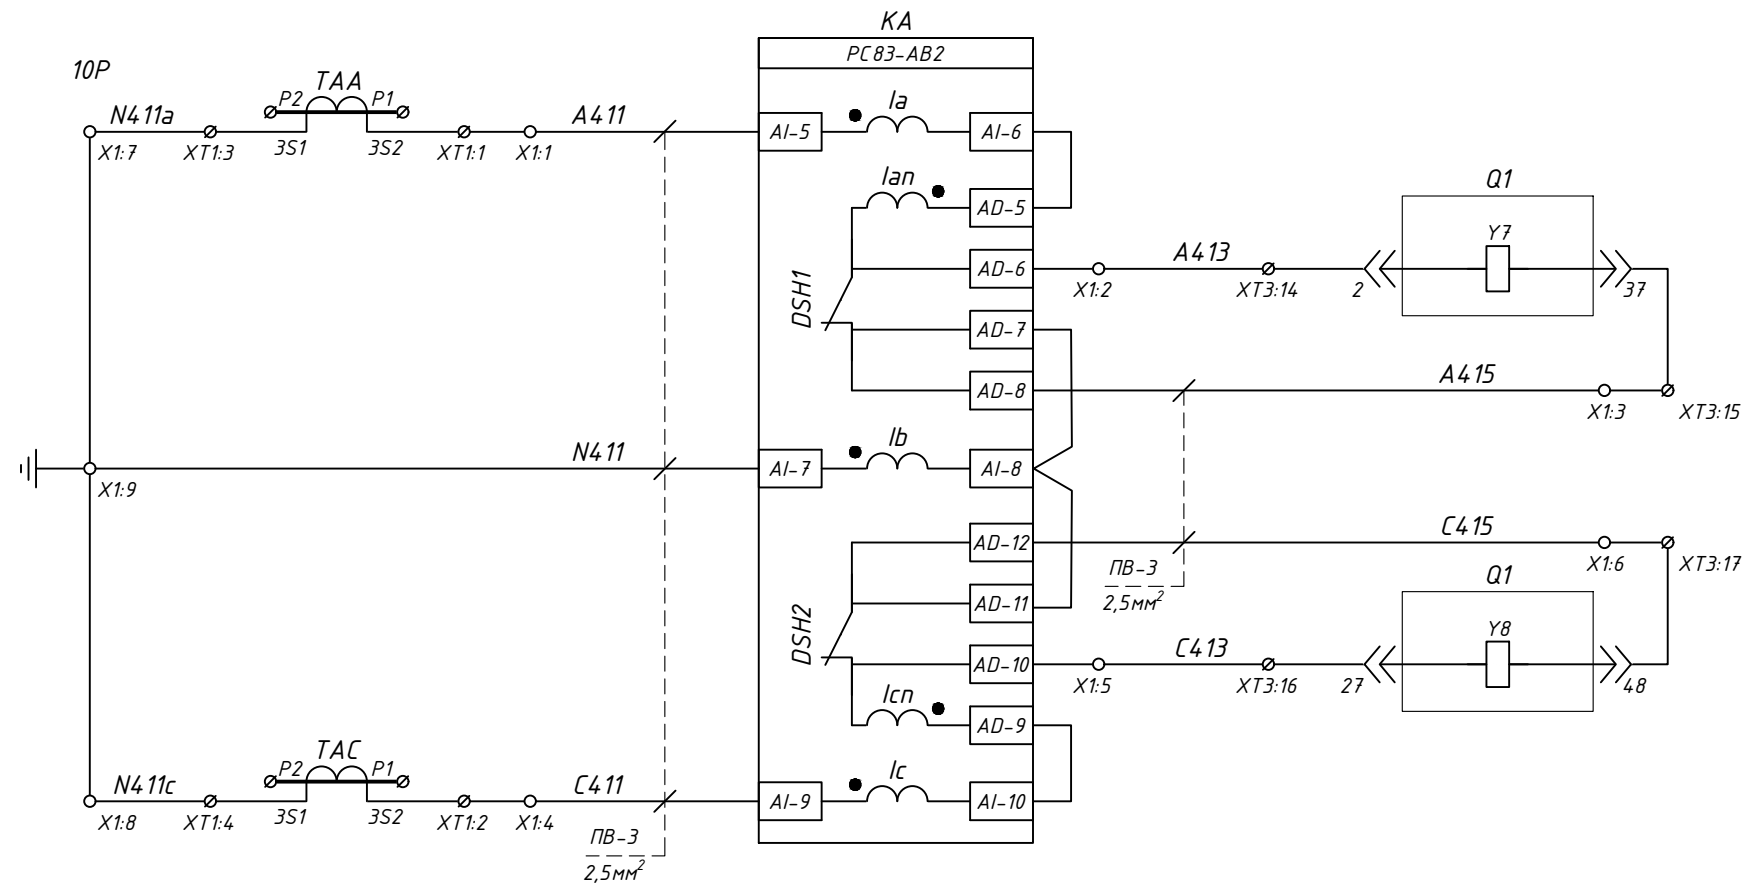 KA
PC83-AB2
10P
TAA
P2
P1
N411a
A411
X1:7
XT1:3
3S1
3S2
XT1:1
X1:1
AI-5
Ia
AI-6
Ian
AD-5
Q1
Y7
DSH1
AD-6
A413
X1:2
XT3:14
2
37
AD-7
AD-8
A415
X1:3
XT3:15
N411
X1:9
AI-7
Ib
AI-8
AD-12
C415
X1:6
XT3:17
ПВ-3
2,5мм²
Q1
Y8
DSH2
AD-11
AD-10
C413
X1:5
XT3:16
27
48
Icn
AD-9
TAC
P2
P1
N411c
C411
X1:8
XT1:4
3S1
3S2
XT1:2
X1:4
AI-9
Ic
AI-10
ПВ-3
2,5мм²